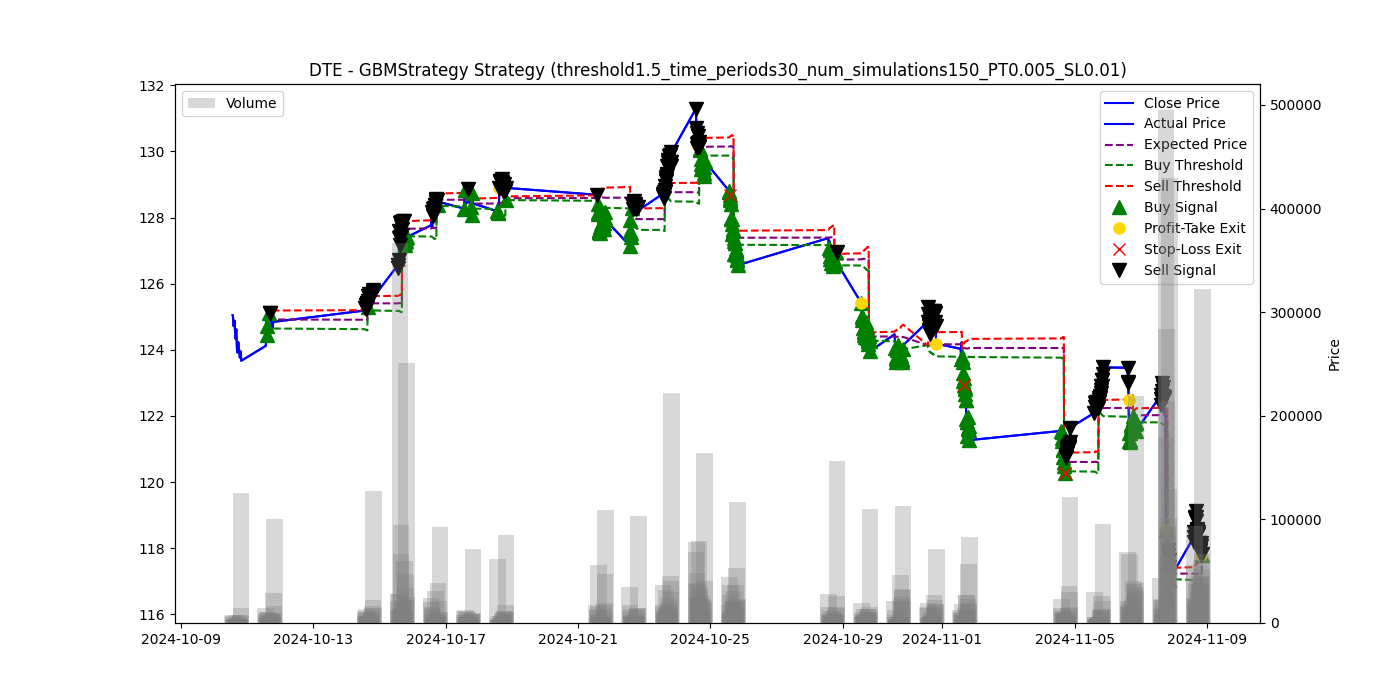 DTE - GBMStrategy Strategy (threshold1.5_time_periods30_num_simulations150_PT0.005_SL0.01)
Volume
Close Price
Actual Price
Expected Price
Buy Threshold
Sell Threshold
Buy Signal
Profit-Take Exit
Stop-Loss Exit
Sell Signal
132
130
128
126
124
122
120
118
116
500000
400000
300000
200000
100000
0
Price
2024-10-09
2024-10-13
2024-10-17
2024-10-21
2024-10-25
2024-10-29
2024-11-01
2024-11-05
2024-11-09